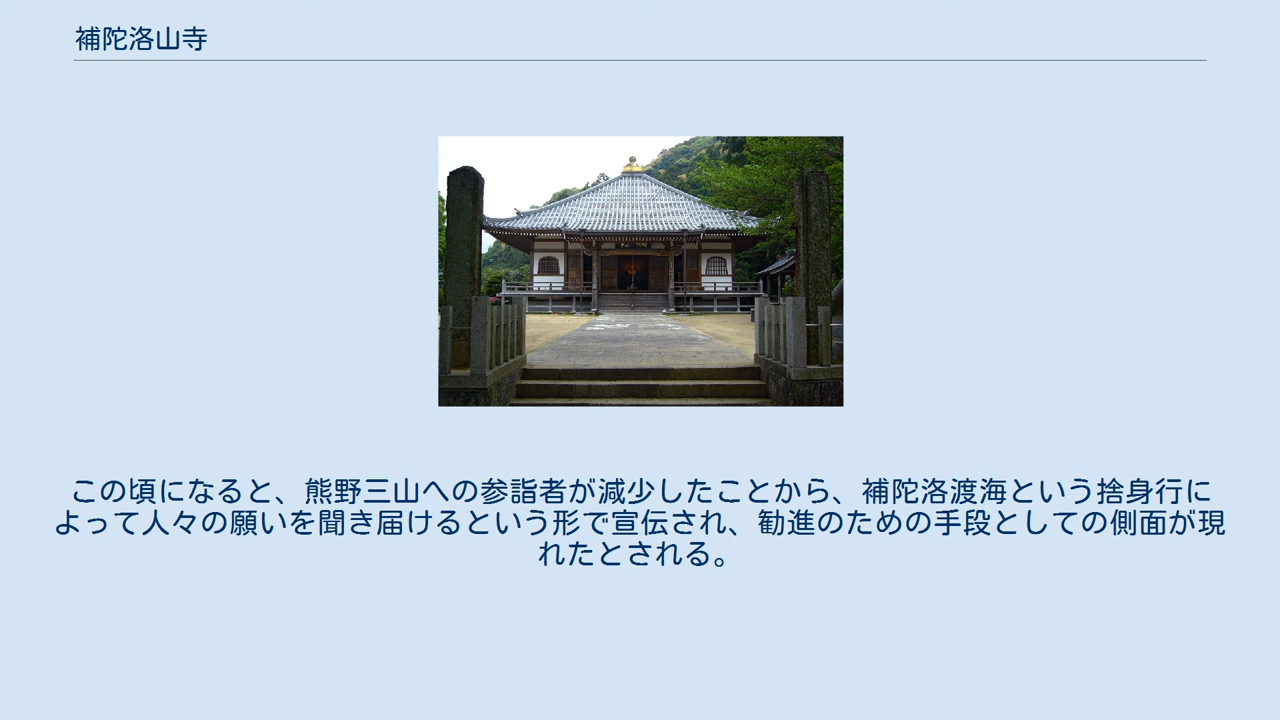 補陀洛山寺
この頃になると、熊野三山への参詣者が減少したことから、補陀洛渡海という捨身行に
よって人々の願いを聞き届けるという形で宣伝され、勧進のための手段としての側面が現
れたとされる。